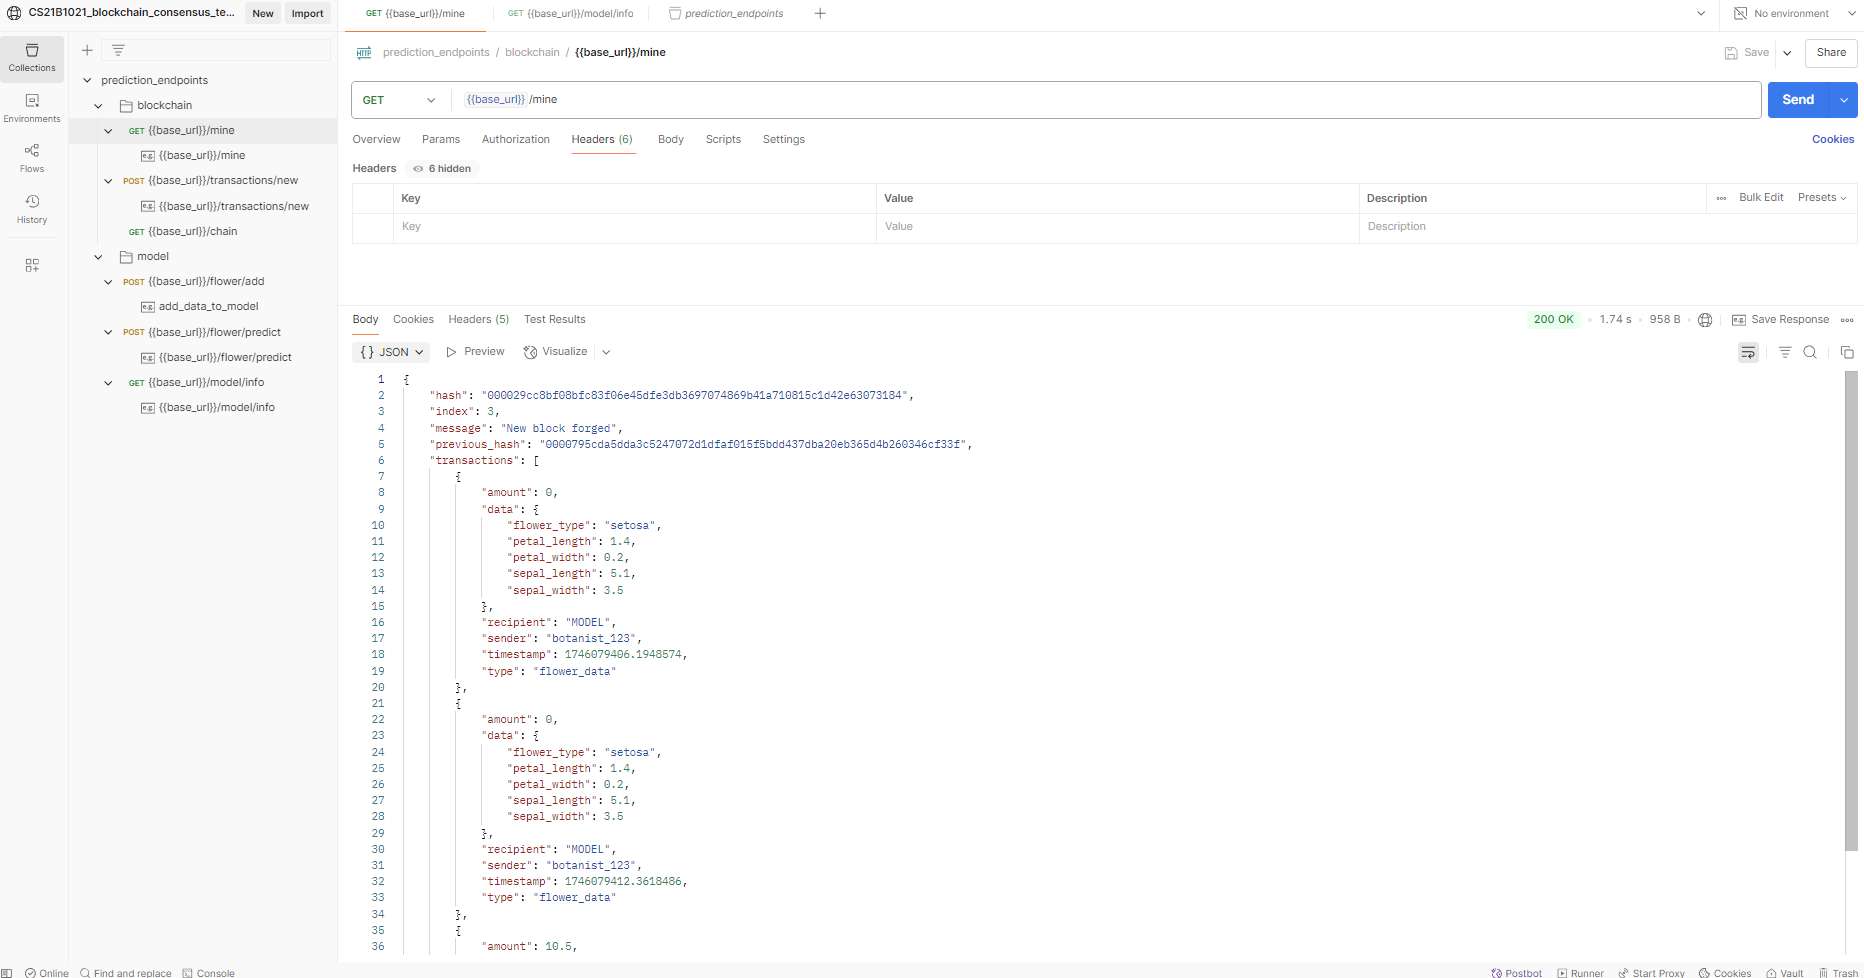 CS21B1021_blockchain_consensus_te... New Import
GET {{base_url}}/mine GET {{base_url}}/model/info prediction_endpoints No environment
Collections
Environments
Flows
History
prediction_endpoints
blockchain
GET {{base_url}}/mine
e.g. {{base_url}}/mine
POST {{base_url}}/transactions/new
e.g. {{base_url}}/transactions/new
GET {{base_url}}/chain
model
POST {{base_url}}/flower/add
e.g. add_data_to_model
POST {{base_url}}/flower/predict
e.g. {{base_url}}/flower/predict
GET {{base_url}}/model/info
e.g. {{base_url}}/model/info
HTTP prediction_endpoints / blockchain / {{base_url}}/mine Save Share
GET {{base_url}} /mine Send
Overview Params Authorization Headers (6) Body Scripts Settings Cookies
Headers 6 hidden
Key Value Description Bulk Edit Presets
Key Value Description
Body Cookies Headers (5) Test Results 200 OK 1.74 s 958 B e.g. Save Response
{} JSON Preview Visualize
1 {
2 "hash": "000029cc8bf08bfc83f06e45dfe3db3697074869b41a710815c1d42e63073184",
3 "index": 3,
4 "message": "New block forged",
5 "previous_hash": "0000795cda5dda3c5247072d1dfaf015f5bdd437dba20eb365d4b260346cf33f",
6 "transactions": [
7 {
8 "amount": 0,
9 "data": {
10 "flower_type": "setosa",
11 "petal_length": 1.4,
12 "petal_width": 0.2,
13 "sepal_length": 5.1,
14 "sepal_width": 3.5
15 },
16 "recipient": "MODEL",
17 "sender": "botanist_123",
18 "timestamp": 1746079406.1948574,
19 "type": "flower_data"
20 },
21 {
22 "amount": 0,
23 "data": {
24 "flower_type": "setosa",
25 "petal_length": 1.4,
26 "petal_width": 0.2,
27 "sepal_length": 5.1,
28 "sepal_width": 3.5
29 },
30 "recipient": "MODEL",
31 "sender": "botanist_123",
32 "timestamp": 1746079412.3618486,
33 "type": "flower_data"
34 },
35 {
36 "amount": 10.5,
Online Find and replace Console Postbot Runner Start Proxy Cookies Vault Trash